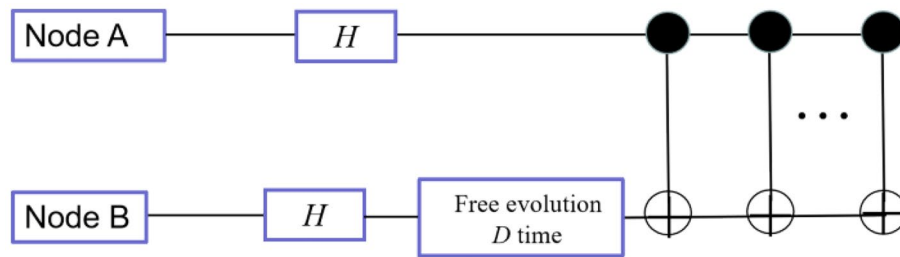 Node A
H
• • •
Node B
H
Free evolution
D time